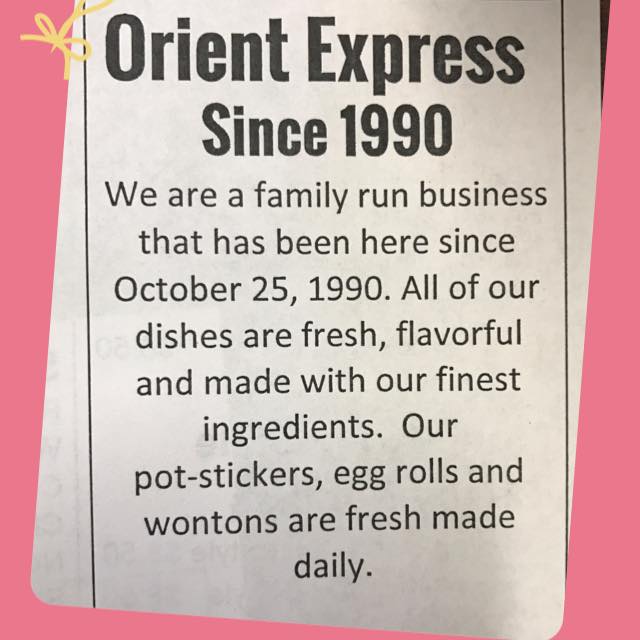 Orient Express
Since 1990
We are a family run business
that has been here since
October 25, 1990. All of our
dishes are fresh, flavorful
and made with our finest
ingredients. Our
pot-stickers, egg rolls and
wontons are fresh made
daily.